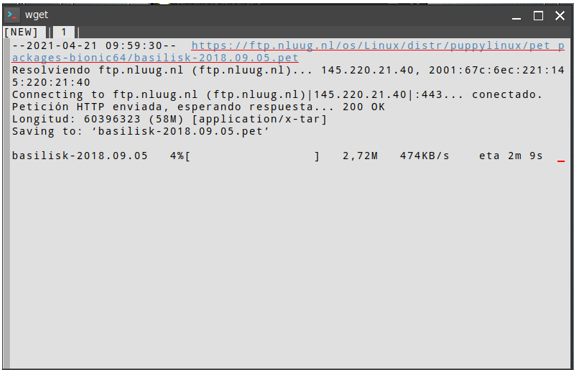 wget
[NEW] | 1 |
--2021-04-21 09:59:30-- https://ftp.nluug.nl/os/Linux/distr/puppylinux/pet_p
ackages-bionic64/basilisk-2018.09.05.pet
Resolviendo ftp.nluug.nl (ftp.nluug.nl)... 145.220.21.40, 2001:67c:6ec:221:14
5:220:21:40
Connecting to ftp.nluug.nl (ftp.nluug.nl)|145.220.21.40|:443... conectado.
Petición HTTP enviada, esperando respuesta... 200 OK
Longitud: 60396323 (58M) [application/x-tar]
Saving to: ‘basilisk-2018.09.05.pet’
basilisk-2018.09.05 4%[ ] 2,72M 474KB/s eta 2m 9s